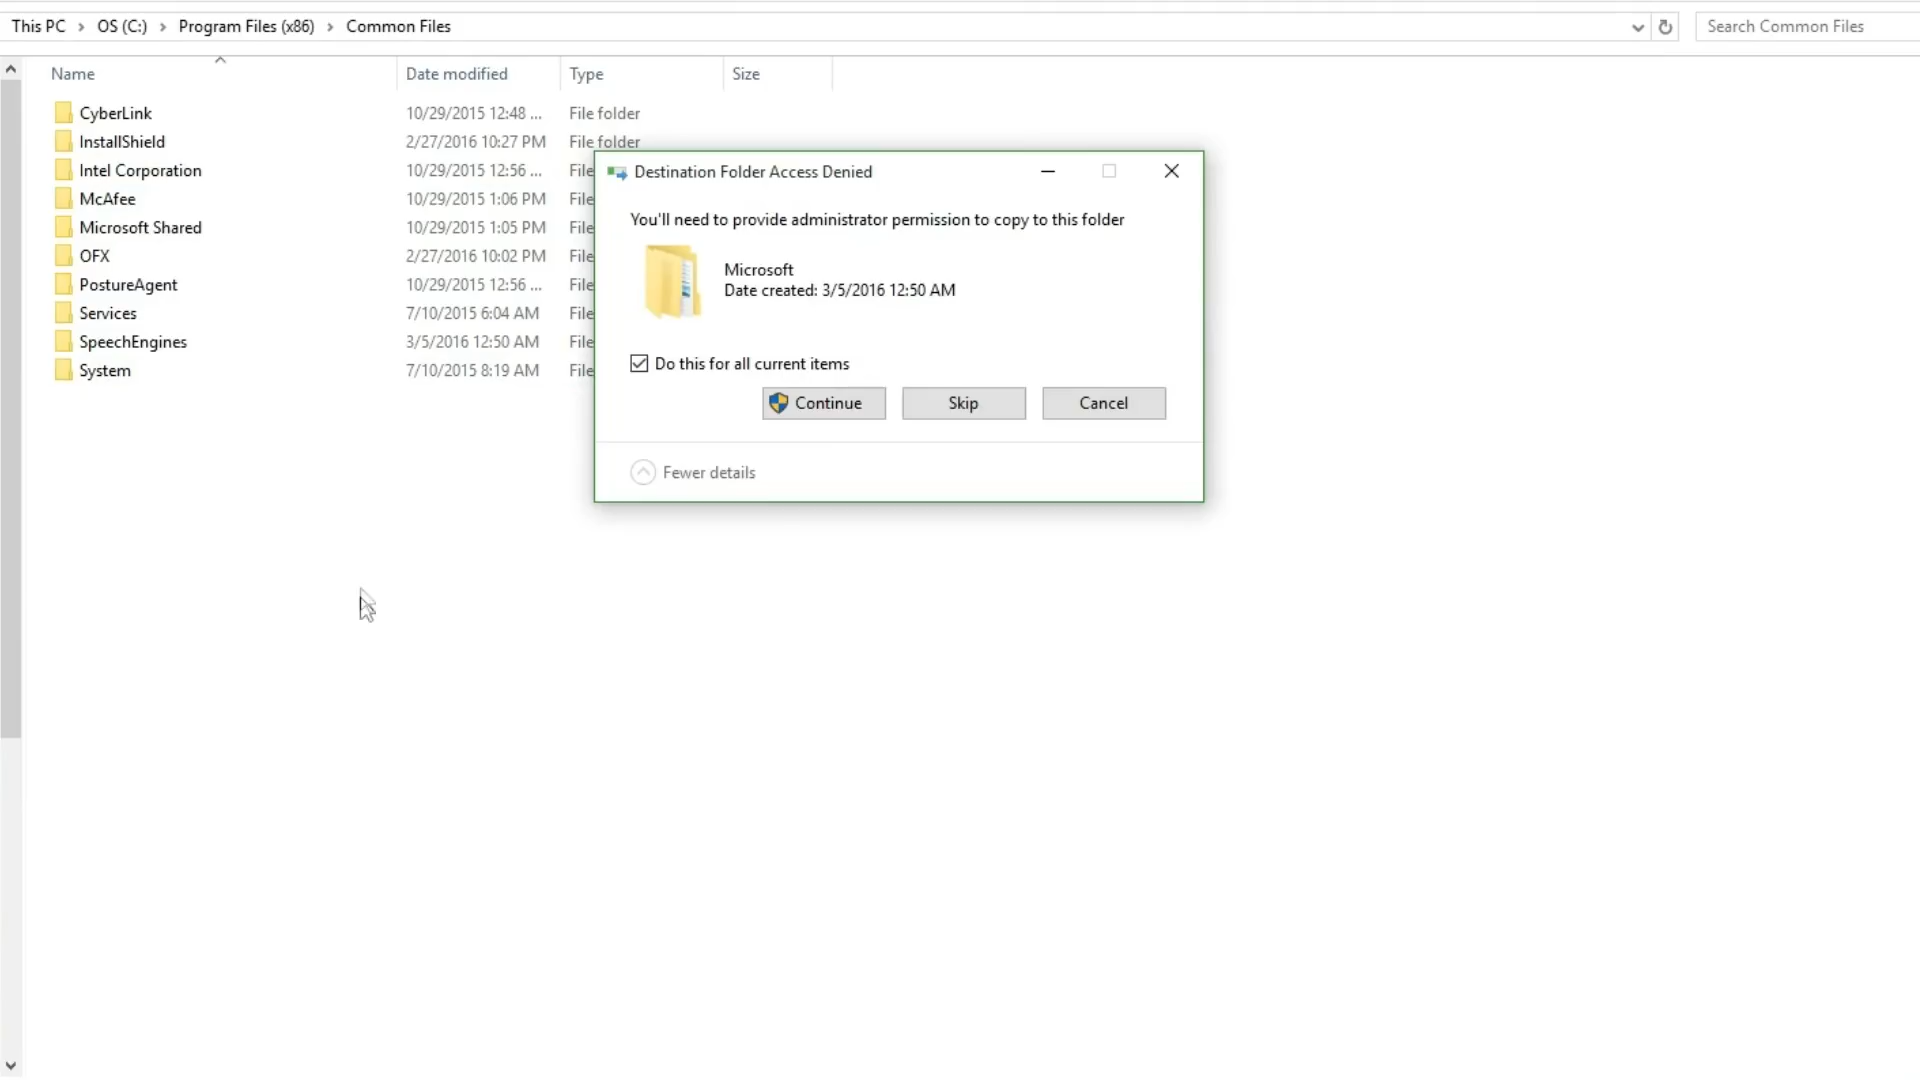 This PC > OS (C:) > Program Files (x86) > Common Files
Search Common Files
Name Date modified Type Size
CyberLink 10/29/2015 12:48 ... File folder
InstallShield 2/27/2016 10:27 PM File folder
Intel Corporation 10/29/2015 12:56 ... File
McAfee 10/29/2015 1:06 PM File
Microsoft Shared 10/29/2015 1:05 PM File
OFX 2/27/2016 10:02 PM File
PostureAgent 10/29/2015 12:56 ... File
Services 7/10/2015 6:04 AM File
SpeechEngines 3/5/2016 12:50 AM File
System 7/10/2015 8:19 AM File
Destination Folder Access Denied
You'll need to provide administrator permission to copy to this folder
Microsoft
Date created: 3/5/2016 12:50 AM
Do this for all current items
Continue Skip Cancel
Fewer details